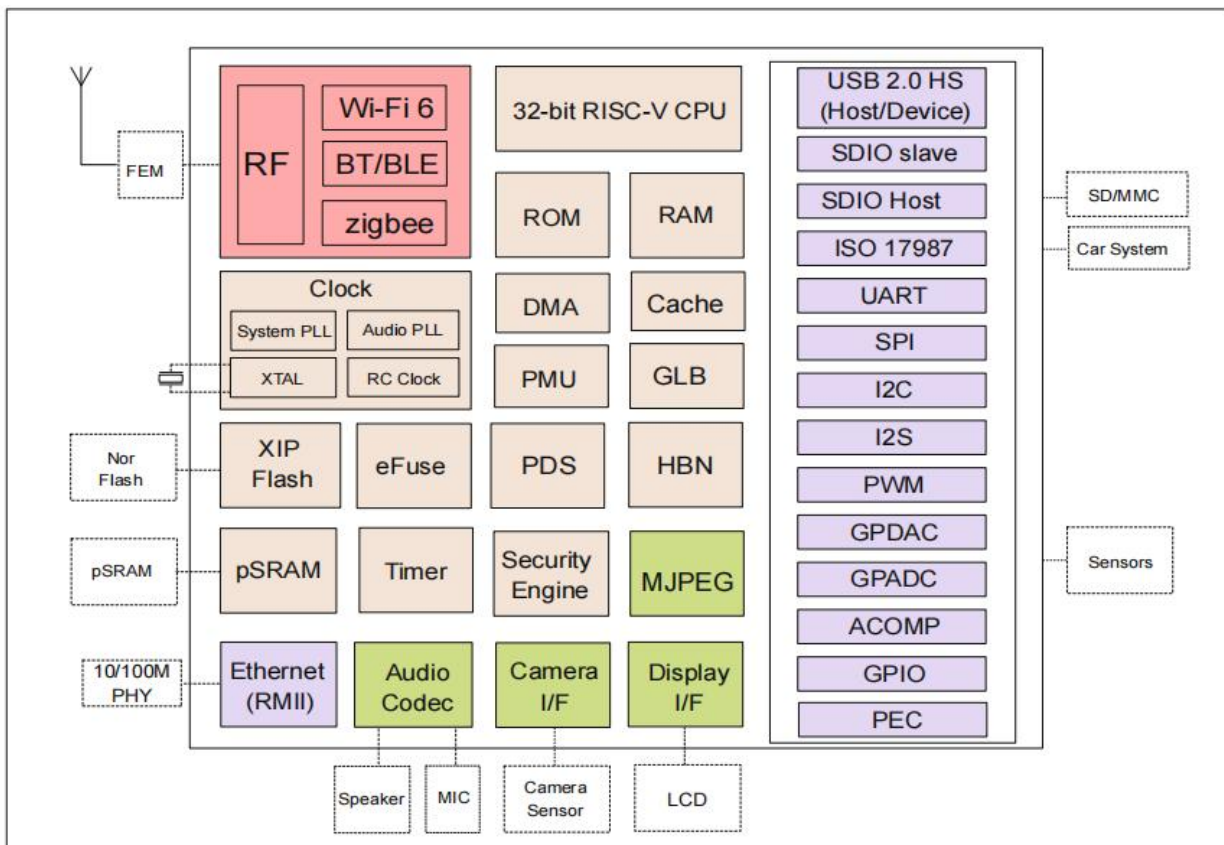 FEM
RF
Wi-Fi 6
BT/BLE
zigbee
32-bit RISC-V CPU
ROM
RAM
Clock
System PLL
Audio PLL
XTAL
RC Clock
DMA
Cache
PMU
GLB
Nor
Flash
XIP
Flash
eFuse
PDS
HBN
pSRAM
pSRAM
Timer
Security
Engine
MJPEG
10/100M
PHY
Ethernet
(RMII)
Audio
Codec
Camera
I/F
Display
I/F
Speaker
MIC
Camera
Sensor
LCD
USB 2.0 HS
(Host/Device)
SDIO slave
SDIO Host
ISO 17987
UART
SPI
I2C
I2S
PWM
GPDAC
GPADC
ACOMP
GPIO
PEC
SD/MMC
Car System
Sensors